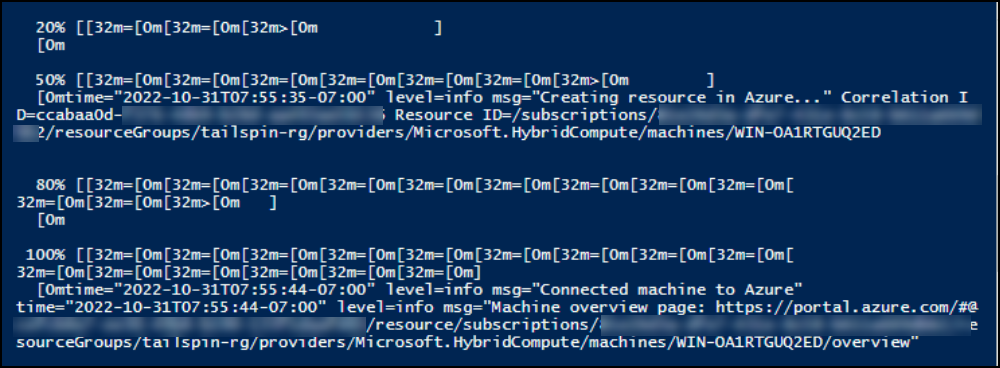 20% [[32m=[0m[32m=[0m[32m>[0m ]
[0m
50% [[32m=[0m[32m=[0m[32m=[0m[32m=[0m[32m=[0m[32m=[0m[32m>[0m ]
[0mtime="2022-10-31T07:55:35-07:00" level=info msg="Creating resource in Azure..." Correlation I
D=ccabaa0d- Resource ID=/subscriptions/
2/resourceGroups/tailspin-rg/providers/Microsoft.HybridCompute/machines/WIN-OA1RTGUQ2ED
80% [[32m=[0m[32m=[0m[32m=[0m[32m=[0m[32m=[0m[32m=[0m[32m=[0m[32m=[0m[32m=[0m[
32m=[0m[32m=[0m[32m>[0m ]
[0m
100% [[32m=[0m[32m=[0m[32m=[0m[32m=[0m[32m=[0m[32m=[0m[32m=[0m[32m=[0m[32m=[0m[
32m=[0m[32m=[0m[32m=[0m[32m=[0m[32m=[0m[32m=[0m]
[0mtime="2022-10-31T07:55:44-07:00" level=info msg="Connected machine to Azure"
time="2022-10-31T07:55:44-07:00" level=info msg="Machine overview page: https://portal.azure.com/#@
/resource/subscriptions/ e
sourceGroups/tailspin-rg/providers/Microsoft.HybridCompute/machines/WIN-OA1RTGUQ2ED/overview"